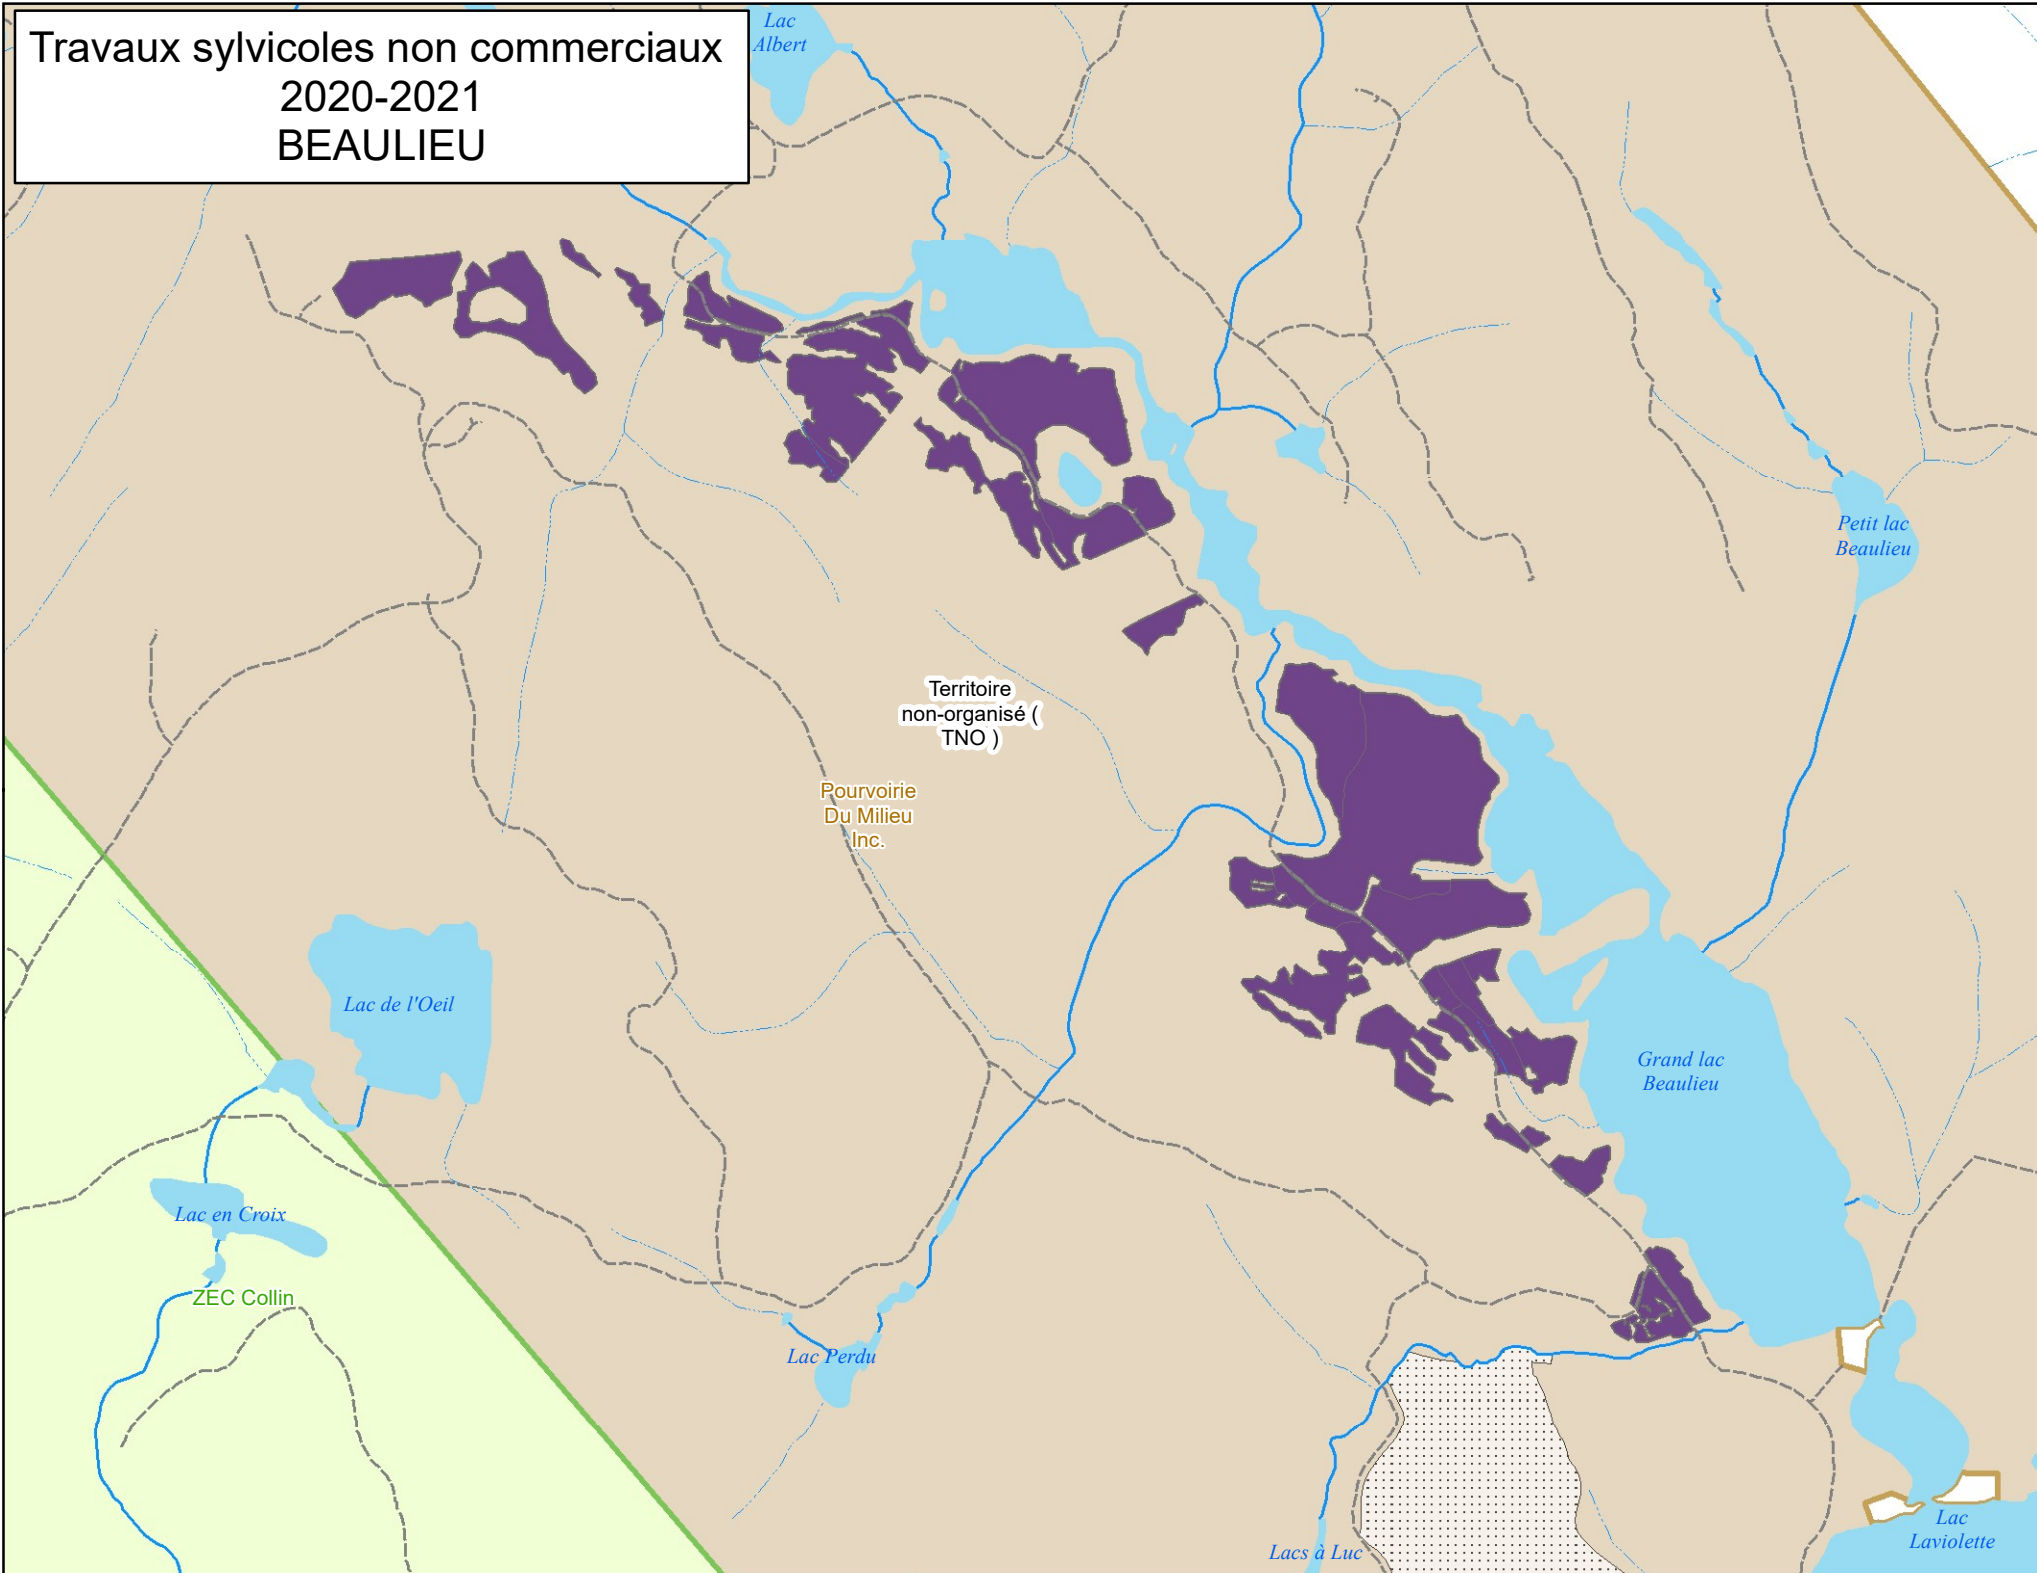 Travaux sylvicoles non commerciaux
2020-2021
BEAULIEU
Lac
Albert
Petit lac
Beaulieu
Territoire
non-organisé (
TNO )
Pourvoirie
Du Milieu
Inc.
Lac de l'Oeil
Grand lac
Beaulieu
Lac en Croix
ZEC Collin
Lac Perdu
Lacs à Luc
Lac
Laviolette